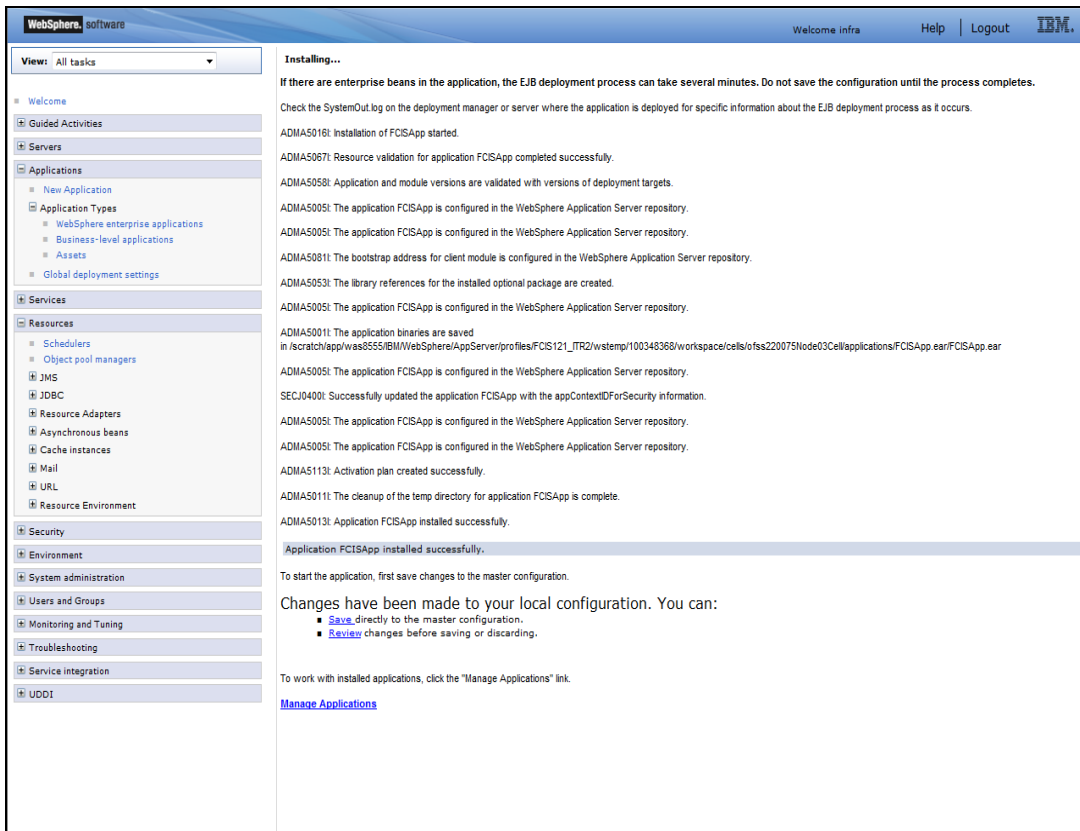 WebSphere. software
Welcome infra
Help | Logout
IBM.
View: All tasks
Welcome
Guided Activities
Servers
Applications
New Application
Application Types
WebSphere enterprise applications
Business-level applications
Assets
Global deployment settings
Services
Resources
Schedulers
Object pool managers
JMS
JDBC
Resource Adapters
Asynchronous beans
Cache instances
Mail
URL
Resource Environment
Security
Environment
System administration
Users and Groups
Monitoring and Tuning
Troubleshooting
Service integration
UDDI
Installing...
If there are enterprise beans in the application, the EJB deployment process can take several minutes. Do not save the configuration until the process completes.
Check the SystemOut.log on the deployment manager or server where the application is deployed for specific information about the EJB deployment process as it occurs.
ADMA5016I: Installation of FCISApp started.
ADMA5067I: Resource validation for application FCISApp completed successfully.
ADMA5058I: Application and module versions are validated with versions of deployment targets.
ADMA5005I: The application FCISApp is configured in the WebSphere Application Server repository.
ADMA5005I: The application FCISApp is configured in the WebSphere Application Server repository.
ADMA5081I: The bootstrap address for client module is configured in the WebSphere Application Server repository.
ADMA5053I: The library references for the installed optional package are created.
ADMA5005I: The application FCISApp is configured in the WebSphere Application Server repository.
ADMA5001I: The application binaries are saved
in /scratch/app/was8555/IBM/WebSphere/AppServer/profiles/FCIS121_ITR2/wstemp/100348368/workspace/cells/ofss220075Node03Cell/applications/FCISApp.ear/FCISApp.ear
ADMA5005I: The application FCISApp is configured in the WebSphere Application Server repository.
SECJ0400I: Successfully updated the application FCISApp with the appContextIDForSecurity information.
ADMA5005I: The application FCISApp is configured in the WebSphere Application Server repository.
ADMA5005I: The application FCISApp is configured in the WebSphere Application Server repository.
ADMA5113I: Activation plan created successfully.
ADMA5011I: The cleanup of the temp directory for application FCISApp is complete.
ADMA5013I: Application FCISApp installed successfully.
Application FCISApp installed successfully.
To start the application, first save changes to the master configuration.
Changes have been made to your local configuration. You can:
Save directly to the master configuration.
Review changes before saving or discarding.
To work with installed applications, click the "Manage Applications" link.
Manage Applications